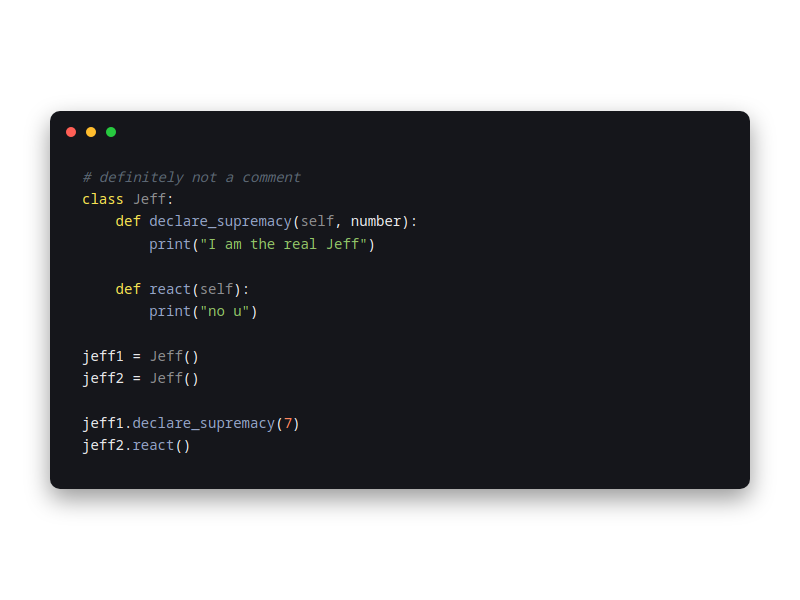 # definitely not a comment
class Jeff:
    def declare_supremacy(self, number):
        print("I am the real Jeff")

    def react(self):
        print("no u")

jeff1 = Jeff()
jeff2 = Jeff()

jeff1.declare_supremacy(7)
jeff2.react()